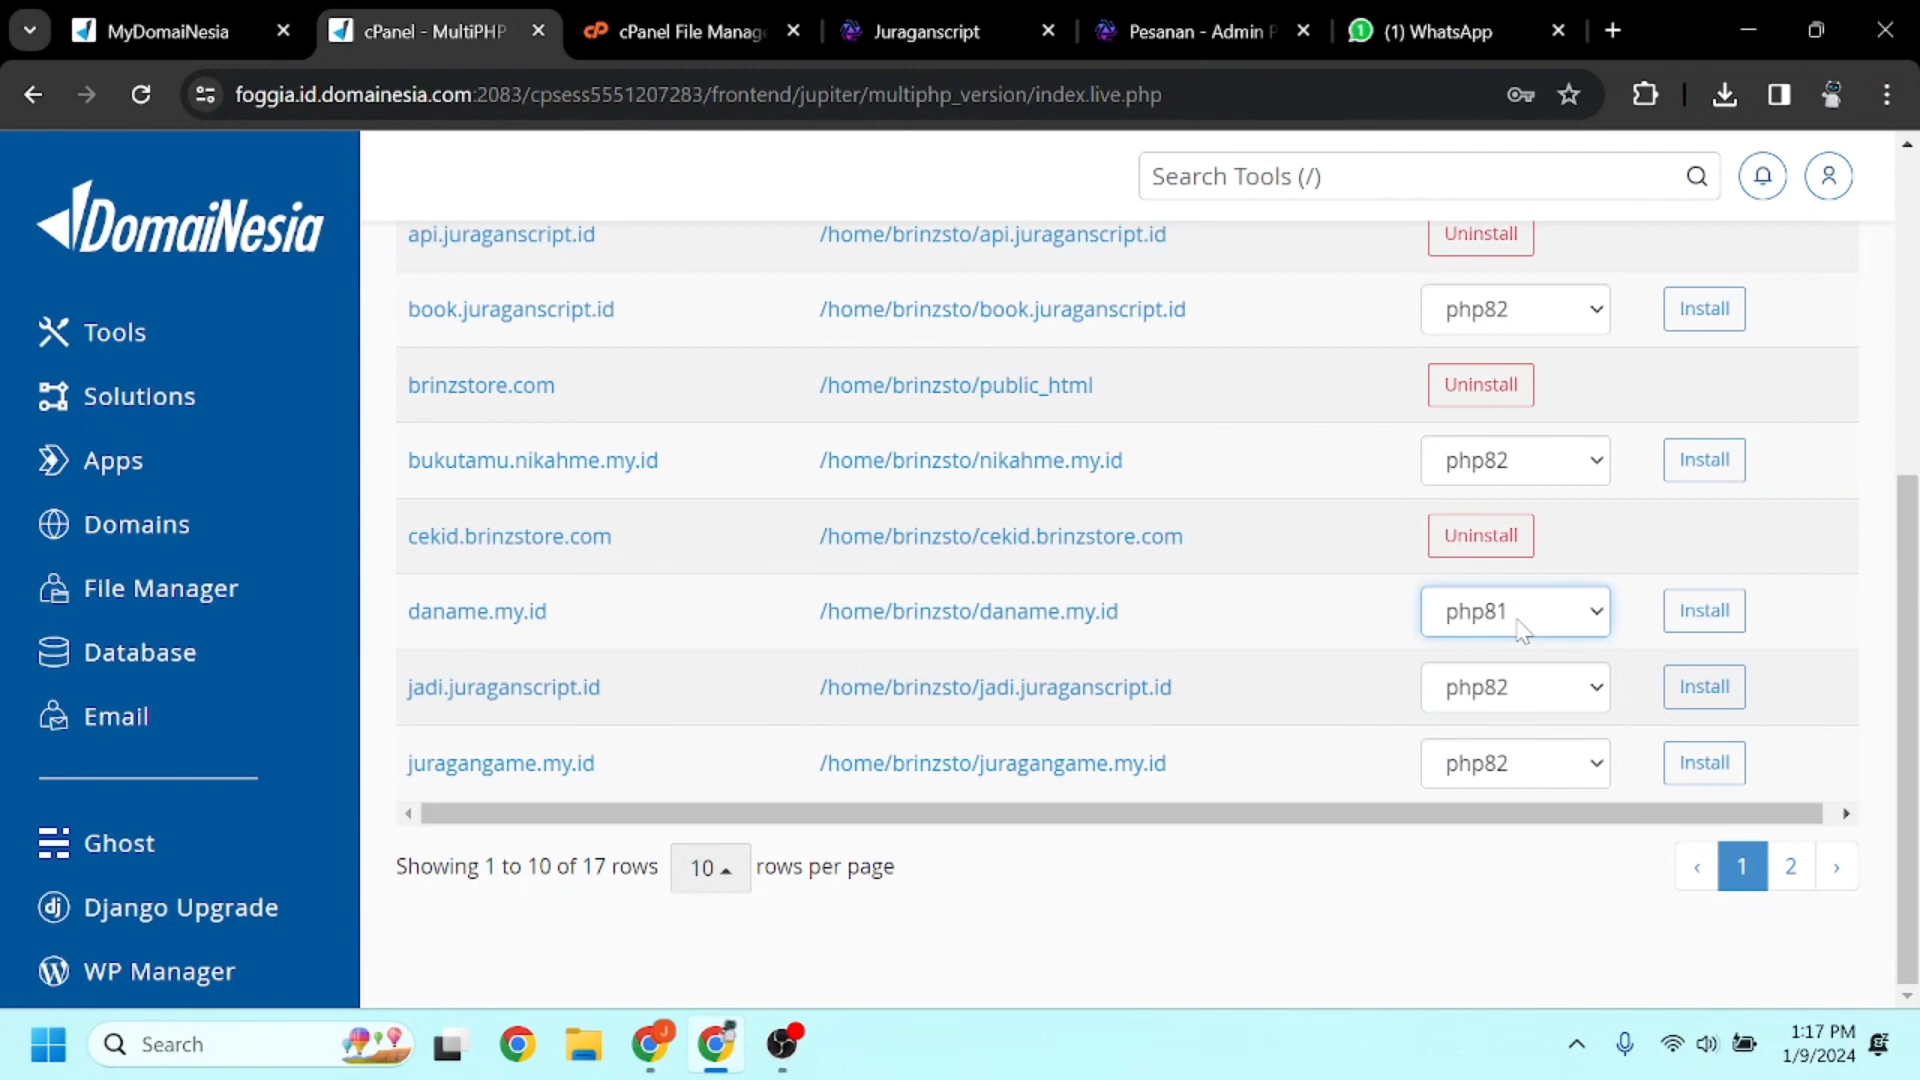 MyDomaiNesia
cPanel - MultiPHP
cPanel File Manag
Juraganscript
Pesanan - Admin P
(1) WhatsApp
foggia.id.domainesia.com:2083/cpsess5551207283/frontend/jupiter/multiphp_version/index.live.php
DomaiNesia
Search Tools (/)
Tools
Solutions
Apps
Domains
File Manager
Database
Email
Ghost
Django Upgrade
WP Manager
api.juraganscript.id /home/brinzsto/api.juraganscript.id Uninstall
book.juraganscript.id /home/brinzsto/book.juraganscript.id php82 Install
brinzstore.com /home/brinzsto/public_html Uninstall
bukutamu.nikahme.my.id /home/brinzsto/nikahme.my.id php82 Install
cekid.brinzstore.com /home/brinzsto/cekid.brinzstore.com Uninstall
daname.my.id /home/brinzsto/daname.my.id php81 Install
jadi.juraganscript.id /home/brinzsto/jadi.juraganscript.id php82 Install
juragangame.my.id /home/brinzsto/juragangame.my.id php82 Install
Showing 1 to 10 of 17 rows 10 rows per page
‹ 1 2 ›
Search
1:17 PM
1/9/2024